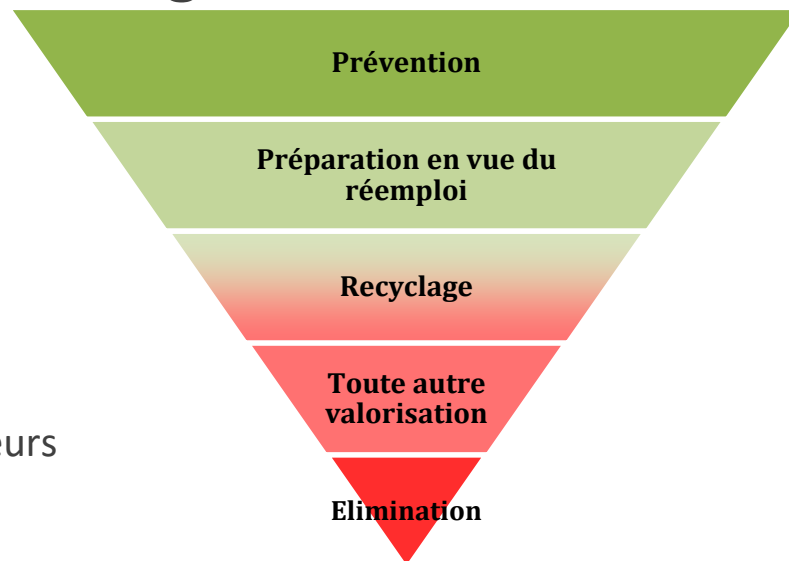 Prévention
Préparation en vue du
réemploi
Recyclage
Toute autre
valorisation
eurs
Elimination